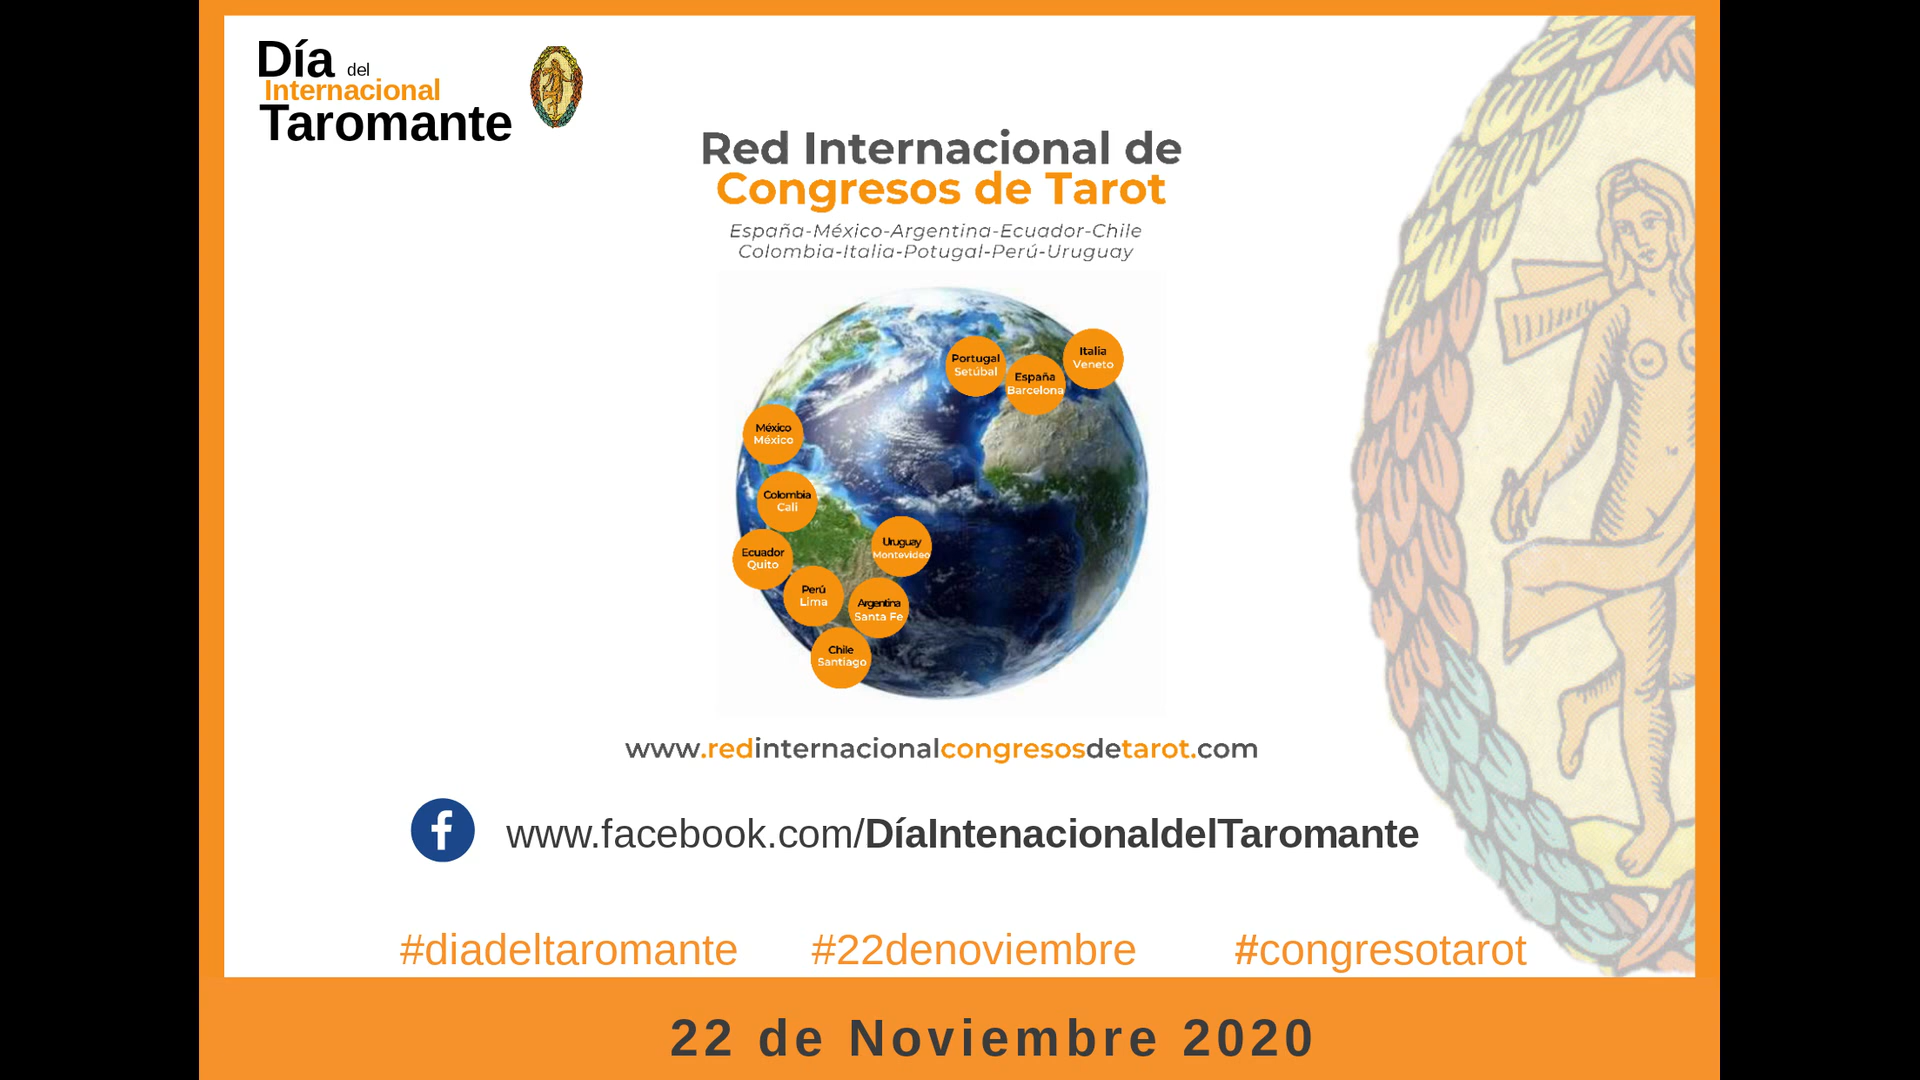 Día del
Internacional
Taromante
Red Internacional de
Congresos de Tarot
España-México-Argentina-Ecuador-Chile
Colombia-Italia-Potugal-Perú-Uruguay
Portugal
Setúbal
España
Barcelona
Italia
Veneto
México
México
Colombia
Cali
Ecuador
Quito
Uruguay
Montevideo
Perú
Lima
Argentina
Santa Fe
Chile
Santiago
www.redinternacionalcongresosdetarot.com
www.facebook.com/DíaIntenacionaldelTaromante
#diadeltaromante #22denoviembre #congresotarot
22 de Noviembre 2020